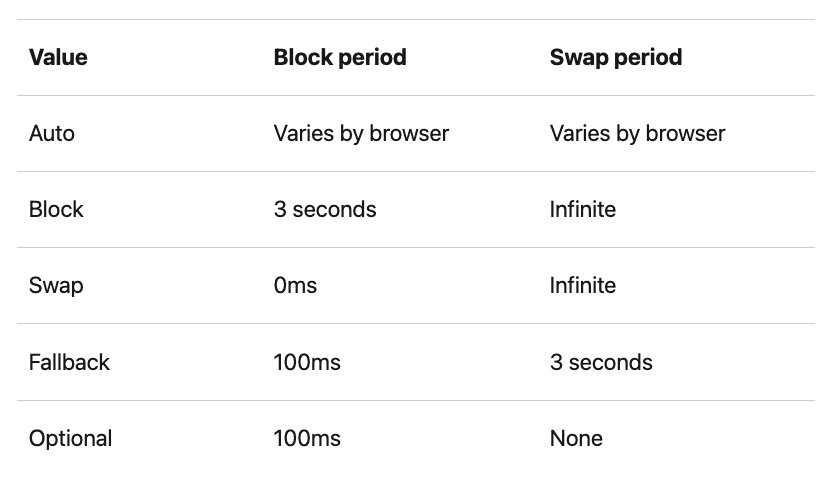 Value Block period Swap period
Auto Varies by browser Varies by browser
Block 3 seconds Infinite
Swap 0ms Infinite
Fallback 100ms 3 seconds
Optional 100ms None